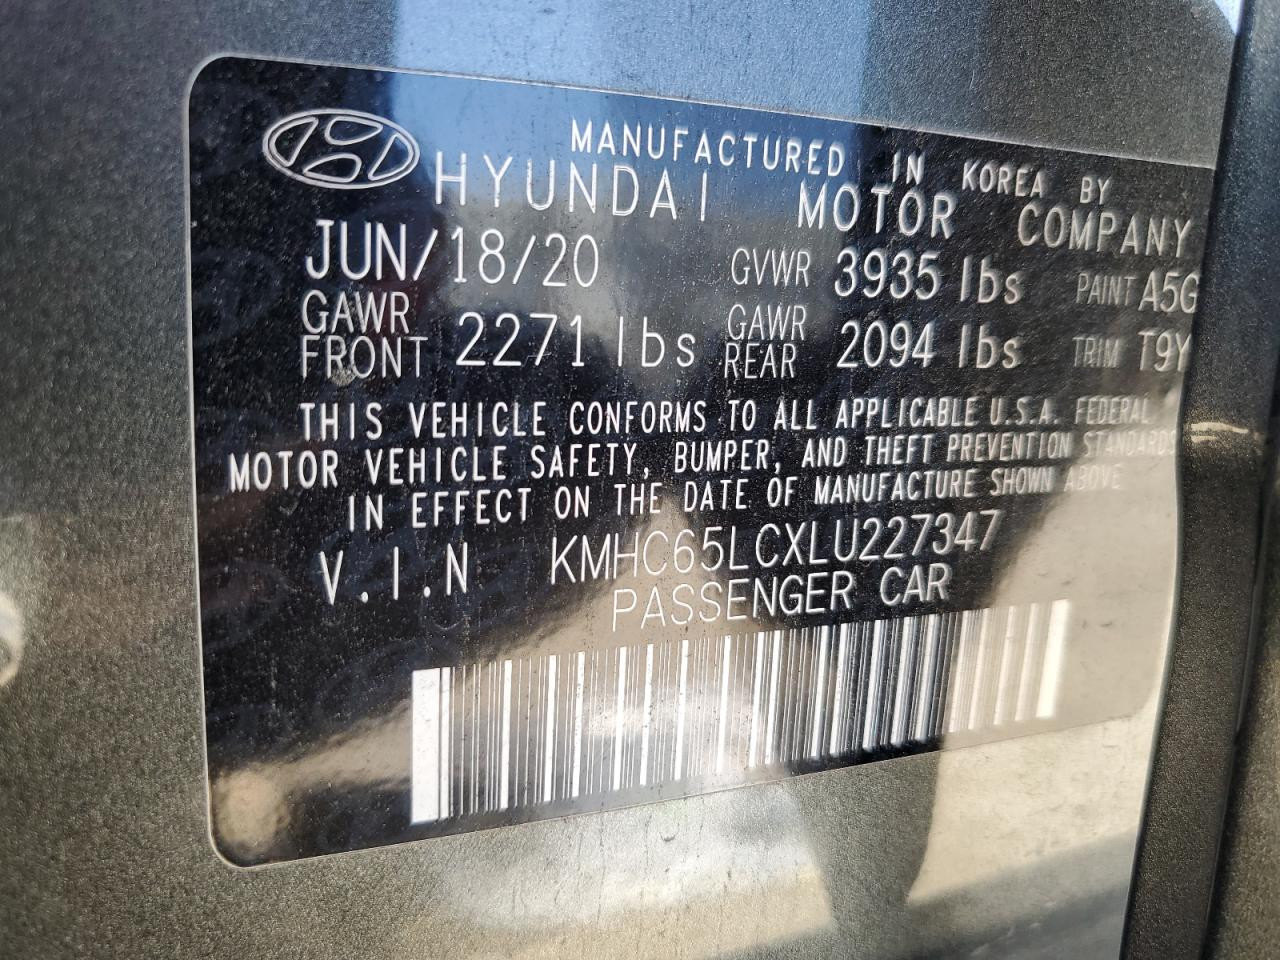 MANUFACTURED IN KOREA BY
HYUNDAI MOTOR COMPANY
JUN/18/20 GVWR 3935 lbs PAINT A5G
GAWR FRONT 2271 lbs GAWR REAR 2094 lbs TRIM T9Y
THIS VEHICLE CONFORMS TO ALL APPLICABLE U.S.A. FEDERAL
MOTOR VEHICLE SAFETY, BUMPER, AND THEFT PREVENTION STANDARDS
IN EFFECT ON THE DATE OF MANUFACTURE SHOWN ABOVE
V.I.N KMHC65LCXLU227347
PASSENGER CAR